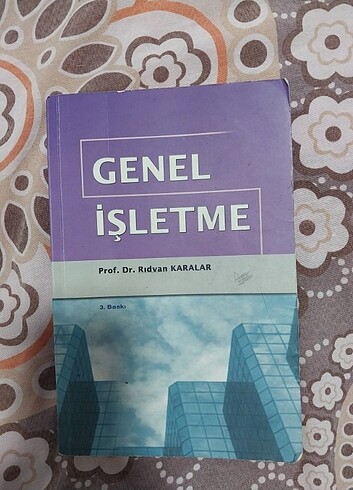 GENEL
İŞLETME
Prof. Dr. Rıdvan KARALAR
3. Baskı